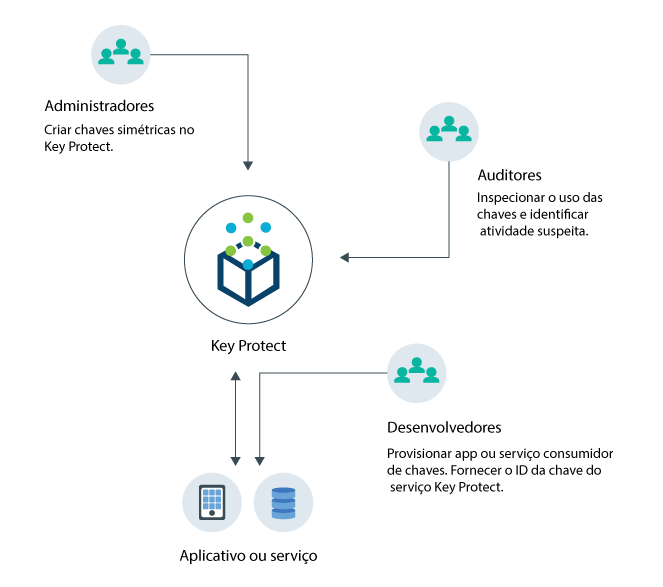 Administradores
Criar chaves simétricas no
Key Protect.
Auditores
Inspecionar o uso das
chaves e identificar
atividade suspeita.
Key Protect
Desenvolvedores
Provisionar app ou serviço consumidor
de chaves. Fornecer o ID da chave do
serviço Key Protect.
Aplicativo ou serviço